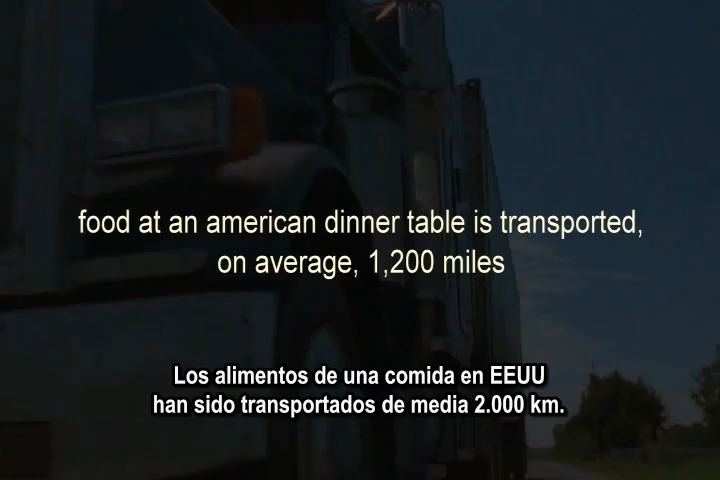 food at an american dinner table is transported,
on average, 1,200 miles
Los alimentos de una comida en EEUU
han sido transportados de media 2.000 km.